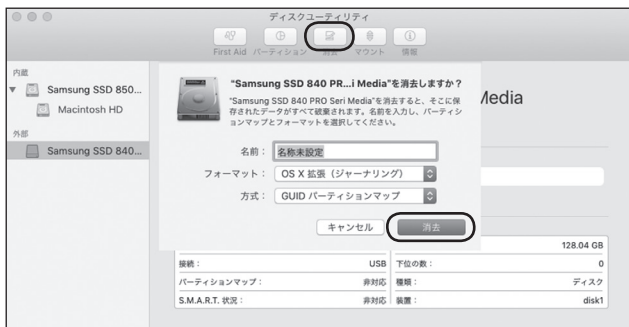 ディスクユーティリティ
First Aid パーティション 消去 マウント 情報
内蔵
Samsung SSD 850...
Macintosh HD
外部
Samsung SSD 840...
"Samsung SSD 840 PR...i Media"を消去しますか？
"Samsung SSD 840 PRO Seri Media"を消去すると、そこに保
存されたデータがすべて破棄されます。名前を入力し、パーティシ
ョンマップとフォーマットを選択してください。
Media
名前： 名称未設定
フォーマット： OS X 拡張（ジャーナリング）
方式： GUID パーティションマップ
キャンセル 消去
128.04 GB
接続： USB 下位の数： 0
パーティションマップ： 非対応 種類： ディスク
S.M.A.R.T. 状況： 非対応 装置： disk1